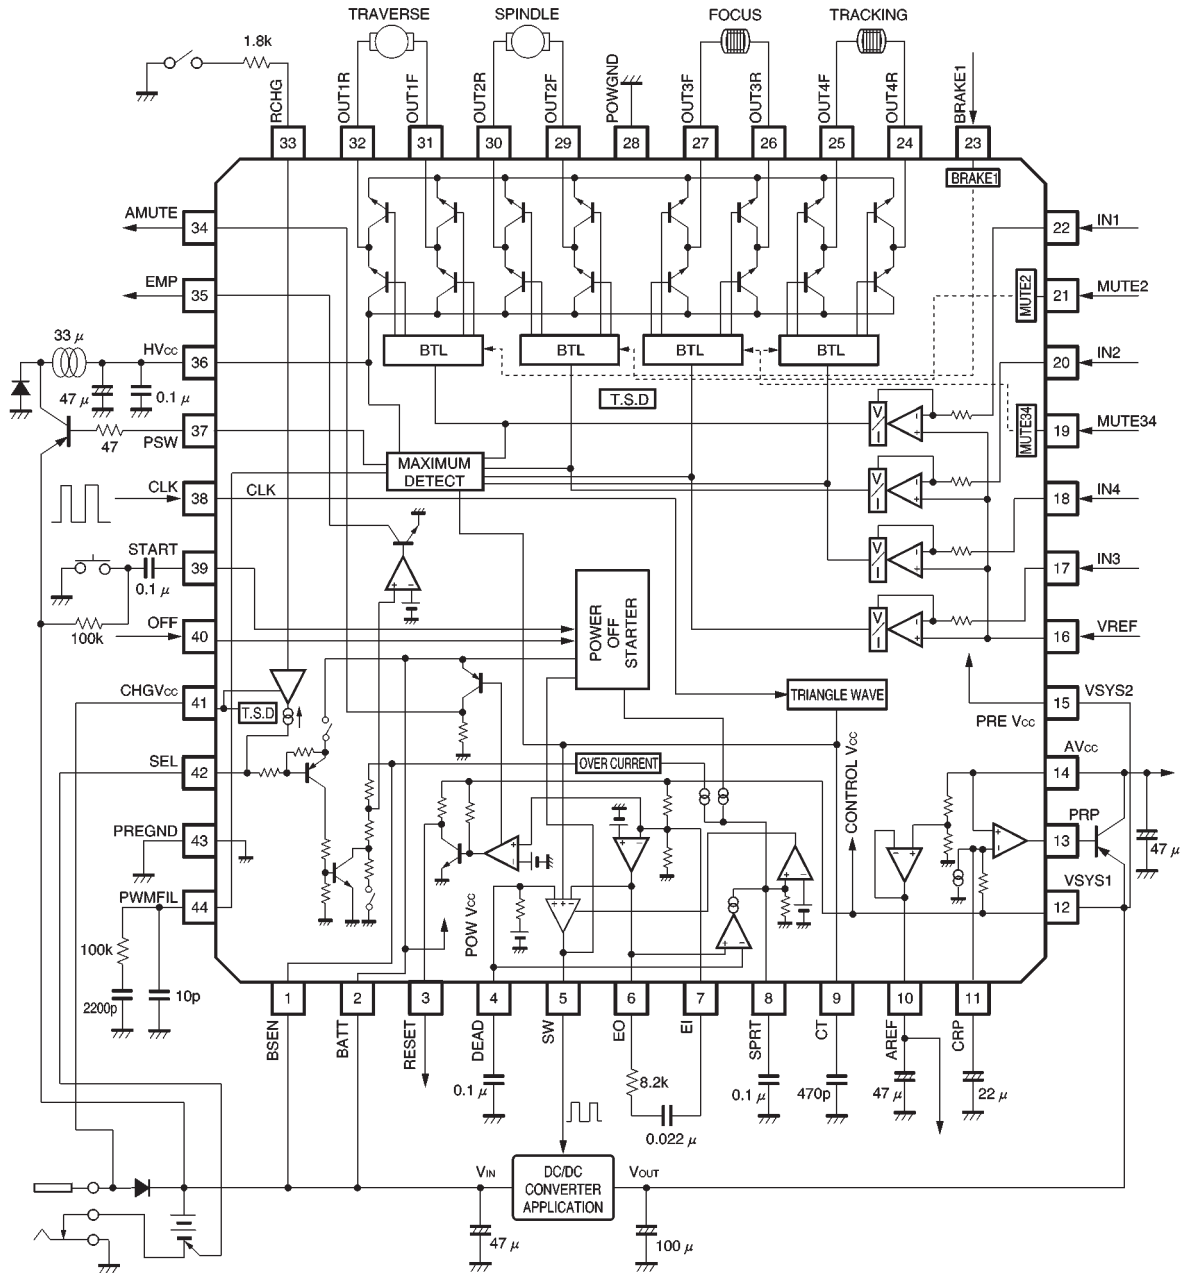 TRAVERSE
SPINDLE
FOCUS
TRACKING
1.8k
RCHG
OUT1R
OUT1F
OUT2R
OUT2F
POWGND
OUT3F
OUT3R
OUT4F
OUT4R
BRAKE1
33
32
31
30
29
28
27
26
25
24
23
BRAKE1
AMUTE
34
22
IN1
EMP
35
MUTE2
21
MUTE2
33 μ
HVCC
36
BTL
BTL
BTL
BTL
20
IN2
47 μ
0.1 μ
T.S.D
V
I
-
+
47
PSW
37
MUTE34
19
MUTE34
MAXIMUM
DETECT
V
I
-
+
CLK
38
CLK
18
IN4
START
0.1 μ
39
+
-
V
I
-
+
17
IN3
100k
OFF
40
POWER
OFF
STARTER
V
I
-
+
16
VREF
CHGVCC
41
T.S.D
TRIANGLE WAVE
PRE VCC
15
VSYS2
SEL
42
OVER CURRENT
CONTROL VCC
14
AVCC
PREGND
43
+
-
+
-
+
-
+
-
+
-
13
PRP
47 μ
PWMFIL
44
POW VCC
+
+
-
+
-
12
VSYS1
100k
2200p
10p
1
2
3
4
5
6
7
8
9
10
11
BSEN
BATT
RESET
DEAD
SW
EO
EI
SPRT
CT
AREF
CRP
0.1 μ
8.2k
0.022 μ
0.1 μ
470p
47 μ
22 μ
VIN
DC/DC
CONVERTER
APPLICATION
VOUT
47 μ
100 μ